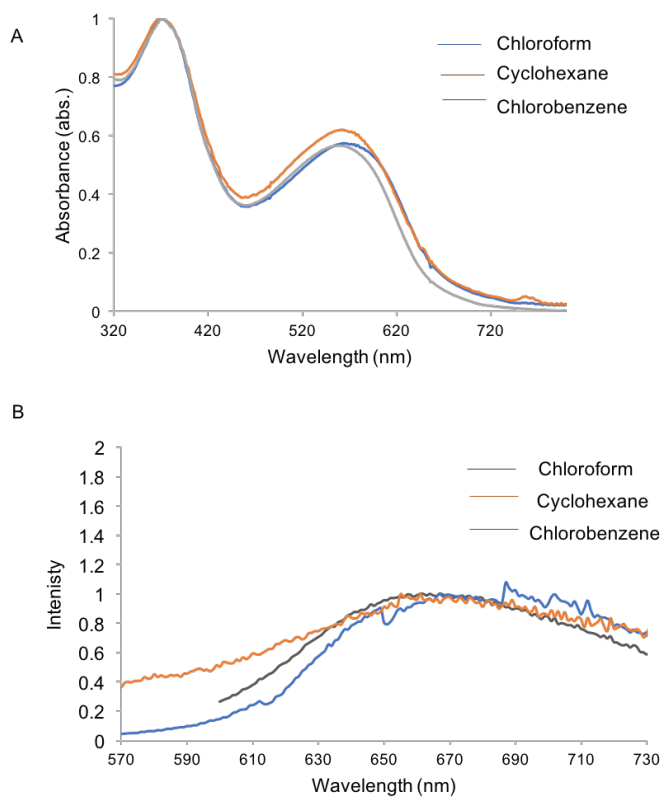 A
Absorbance (abs.)
1
0.8
0.6
0.4
0.2
0
320
420
520
620
720
Wavelength (nm)
Chloroform
Cyclohexane
Chlorobenzene
B
Intenisty
2
1.8
1.6
1.4
1.2
1
0.8
0.6
0.4
0.2
0
570
590
610
630
650
670
690
710
730
Wavelength (nm)
Chloroform
Cyclohexane
Chlorobenzene